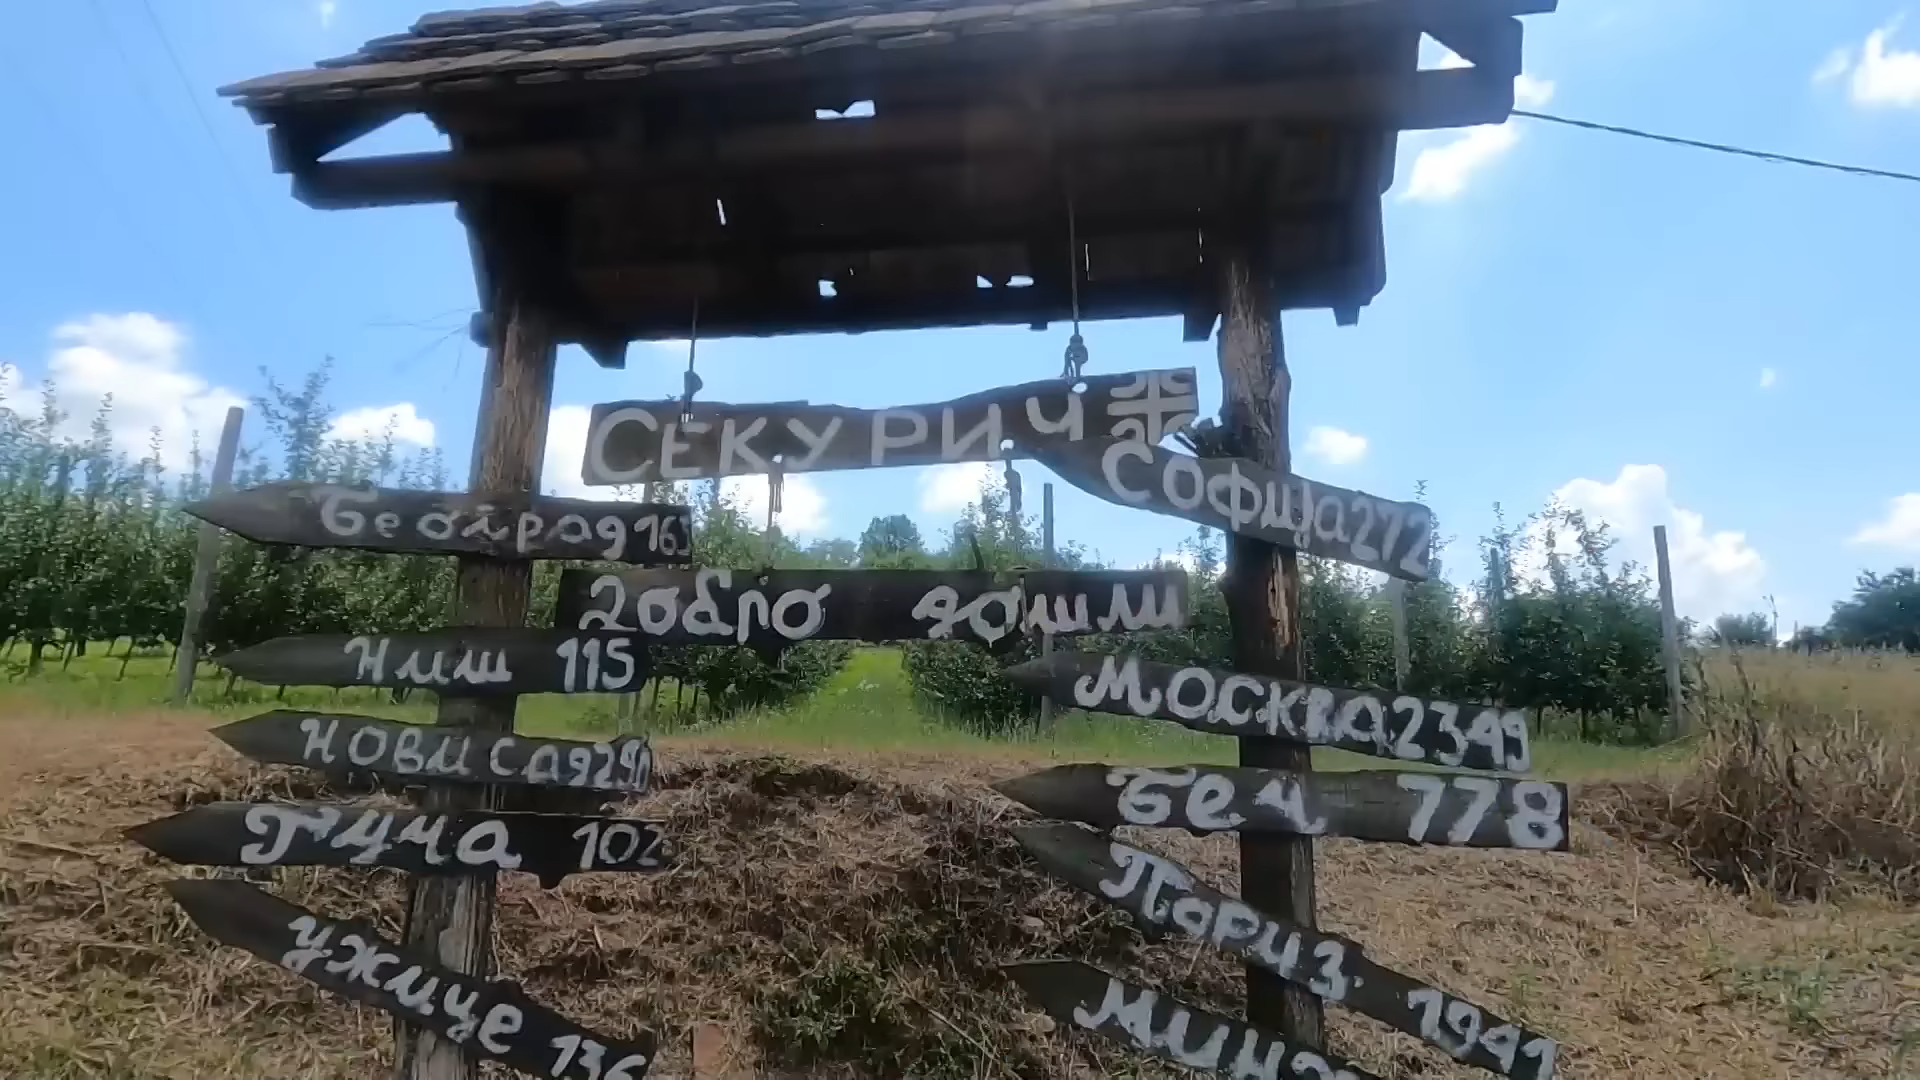 СЕКУРИЧ
Београд 163
Софија 272
Добро дошли
Ниш 115
Москва 2349
Нови Сад 290
Беч 778
Гуча 102
Париз 1941
Ужице 136